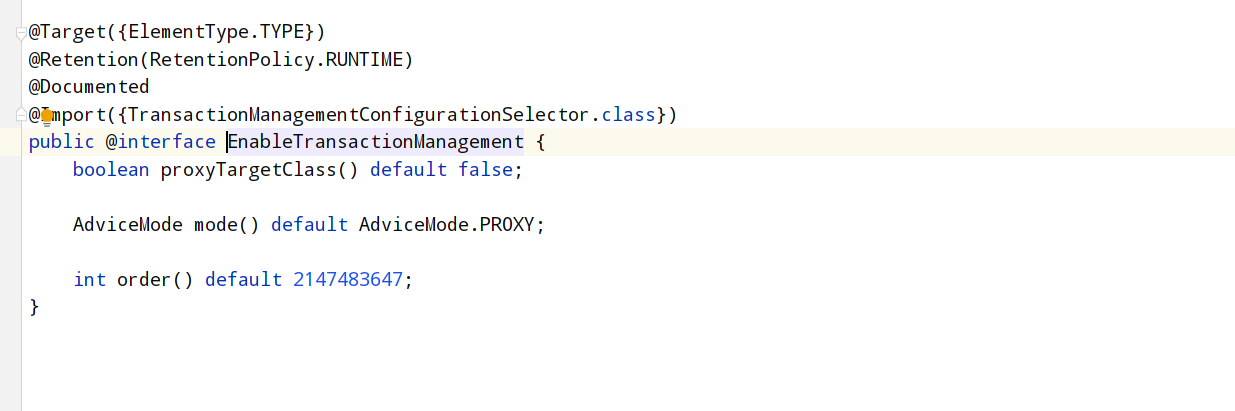 @Target({ElementType.TYPE})
@Retention(RetentionPolicy.RUNTIME)
@Documented
@Import({TransactionManagementConfigurationSelector.class})
public @interface EnableTransactionManagement {
    boolean proxyTargetClass() default false;
    AdviceMode mode() default AdviceMode.PROXY;
    int order() default 2147483647;
}